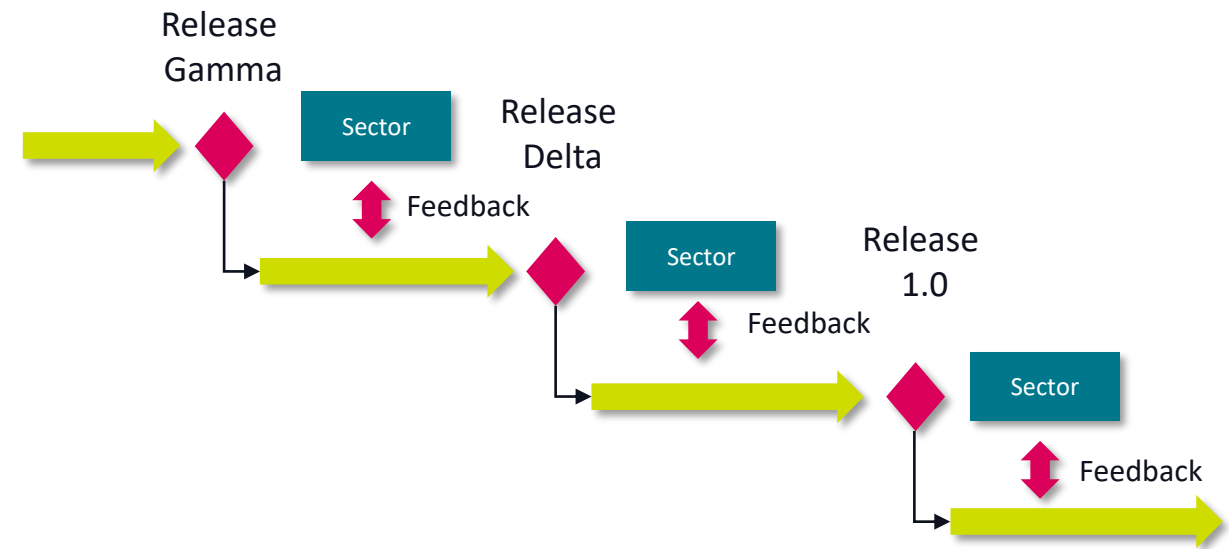 Release
Gamma
Sector
Feedback
Release
Delta
Sector
Feedback
Release
1.0
Sector
Feedback